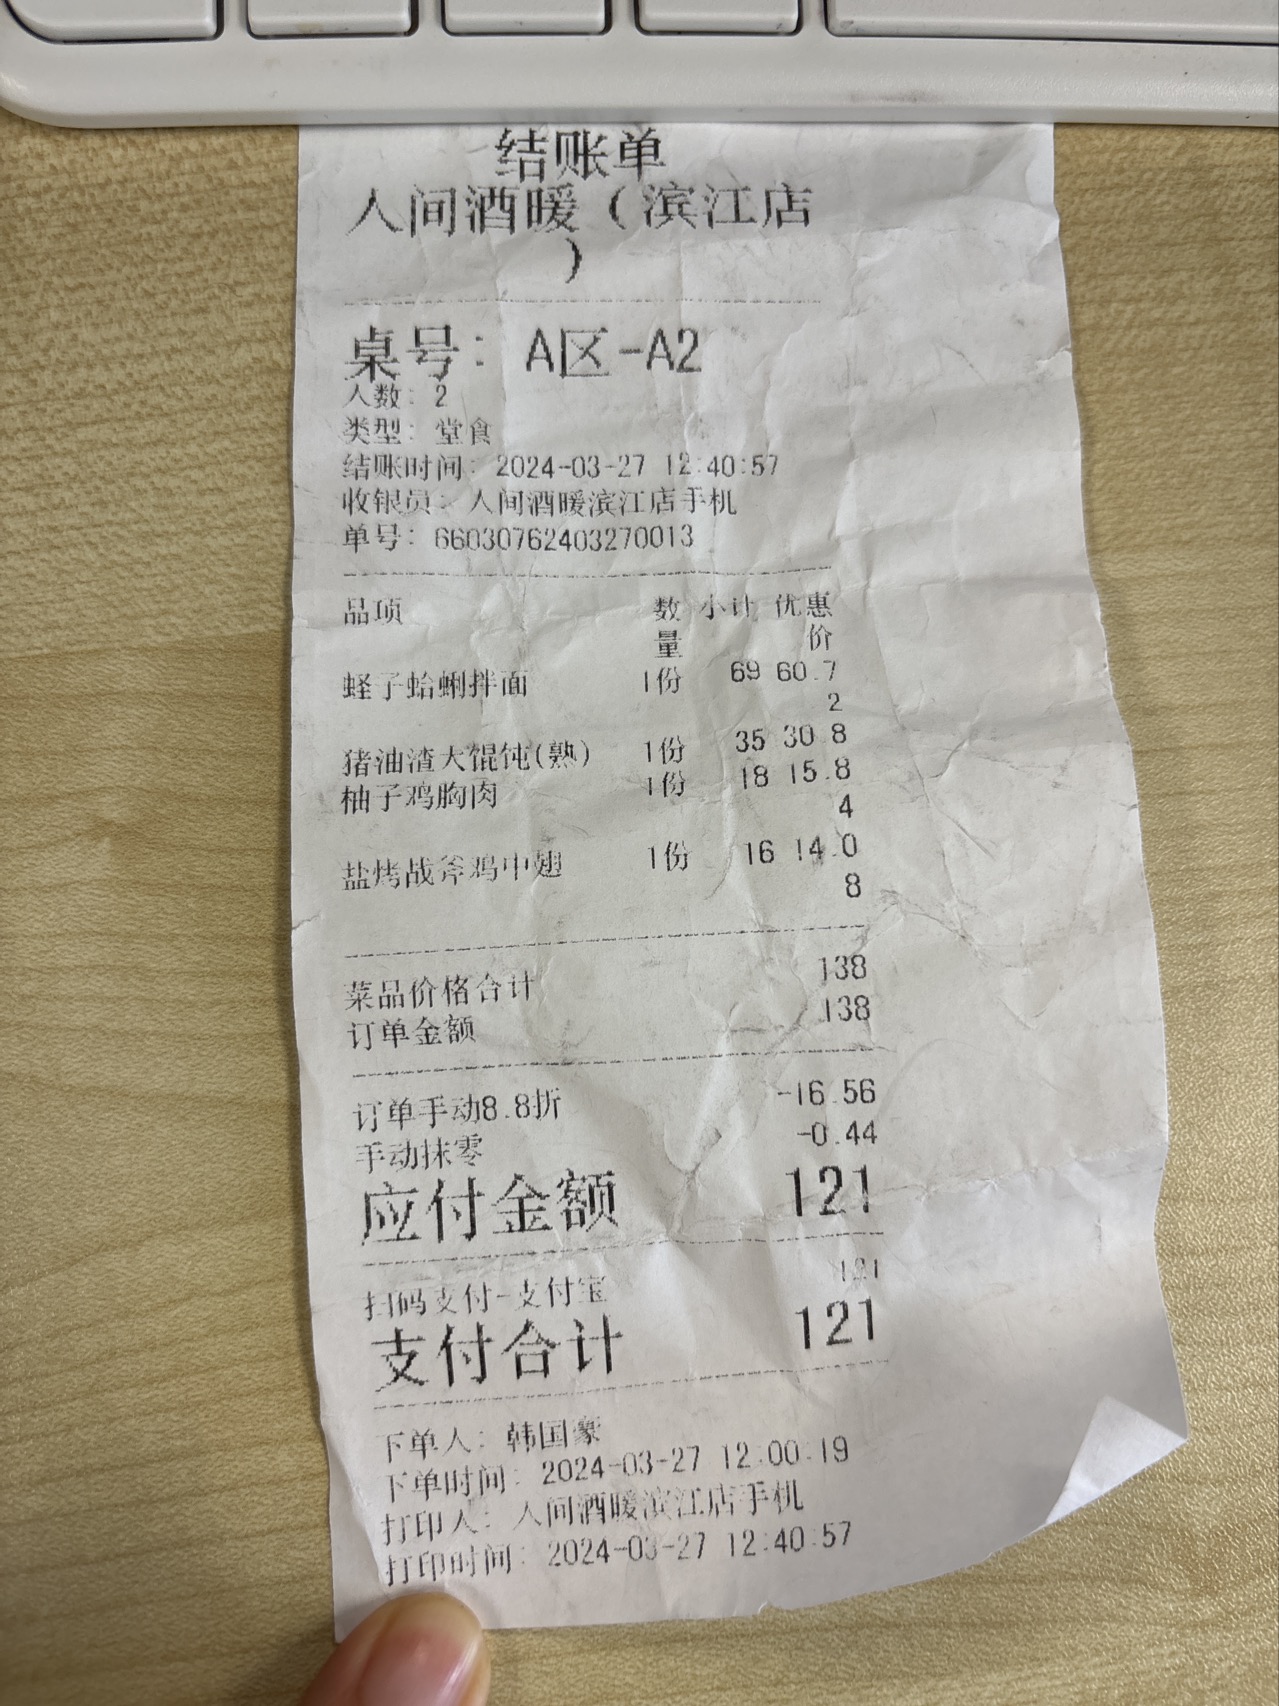 结账单
人间酒暖（滨江店
）
桌号：A区-A2
人数：2
类型：堂食
结账时间：2024-03-27 12:40:57
收银员：人间酒暖滨江店手机
单号：660307624032270013
品项 数 小计 优惠
量 价
蛏子蛤蜊拌面 1份 69 60.7
2
猪油渣大馄饨(熟) 1份 35 30.8
柚子鸡胸肉 1份 18 15.8
4
盐烤战斧鸡中翅 1份 16 14.0
8
菜品价格合计 138
订单金额 138
订单手动8.8折 -16.56
手动抹零 -0.44
应付金额 121
扫码支付-支付宝 121
支付合计 121
下单人：韩国豪
下单时间：2024-03-27 12:00:19
打印人：人间酒暖滨江店手机
打印时间：2024-03-27 12:40:57